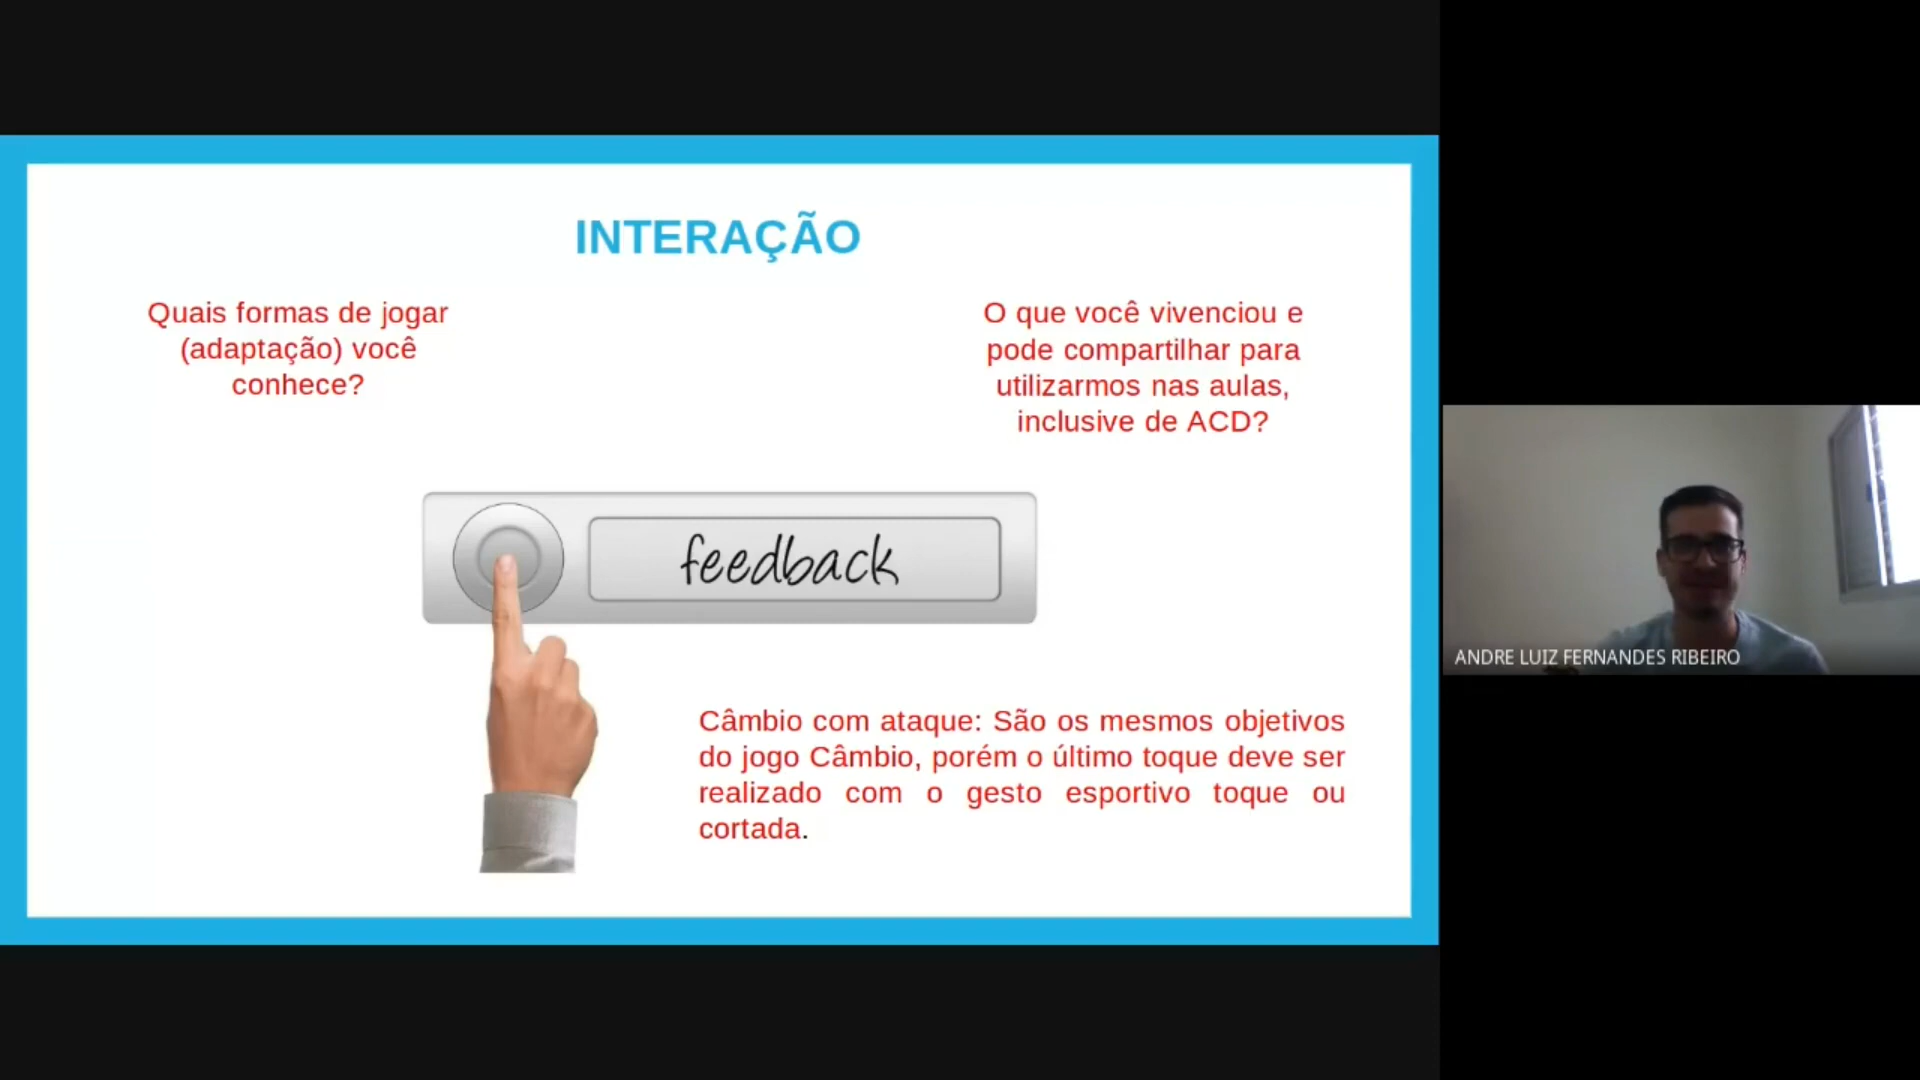 INTERAÇÃO
Quais formas de jogar
(adaptação) você
conhece?
O que você vivenciou e
pode compartilhar para
utilizarmos nas aulas,
inclusive de ACD?
feedback
Câmbio com ataque: São os mesmos objetivos
do jogo Câmbio, porém o último toque deve ser
realizado com o gesto esportivo toque ou
cortada.
ANDRE LUIZ FERNANDES RIBEIRO